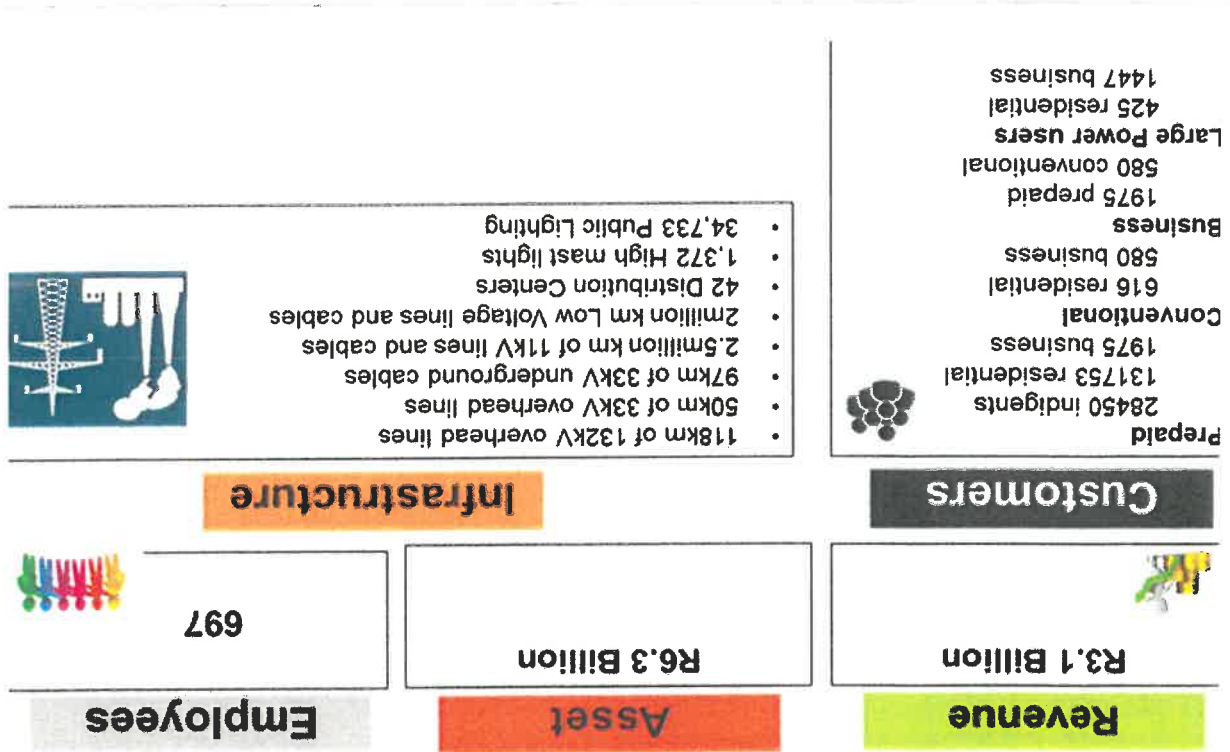 Revenue
R3.1 Billion
Asset
R6.3 Billion
Employees
697
Customers
Prepaid
28450 indigents
131753 residential
1975 business
Conventional
616 residential
580 business
Business
1975 prepaid
580 conventional
Large Power users
425 residential
1447 business
Infrastructure
• 118km of 132kV overhead lines
• 50km of 33kV overhead lines
• 97km of 33kV underground cables
• 2.5million km of 11kV lines and cables
• 2million km Low Voltage lines and cables
• 42 Distribution Centers
• 1,372 High mast lights
• 34,733 Public Lighting